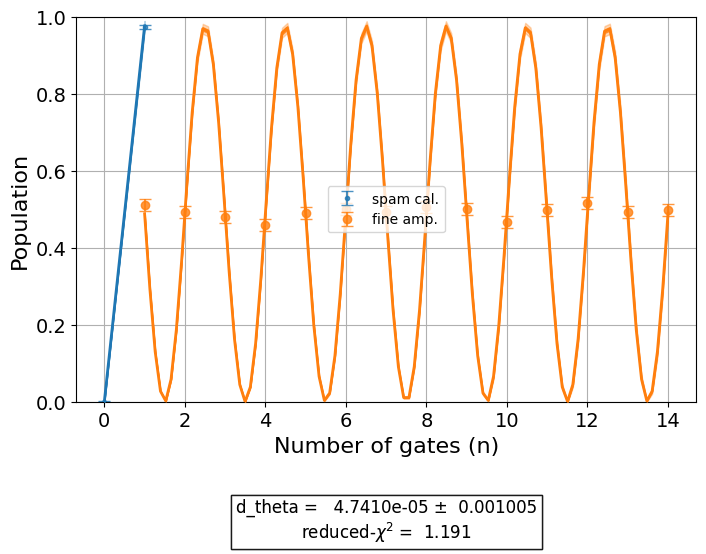 1.0
0.8
0.6
0.4
0.2
0.0
Population
spam cal.
fine amp.
0 2 4 6 8 10 12 14
Number of gates (n)
d_theta = 4.7410e-05 ± 0.001005
reduced-χ² = 1.191